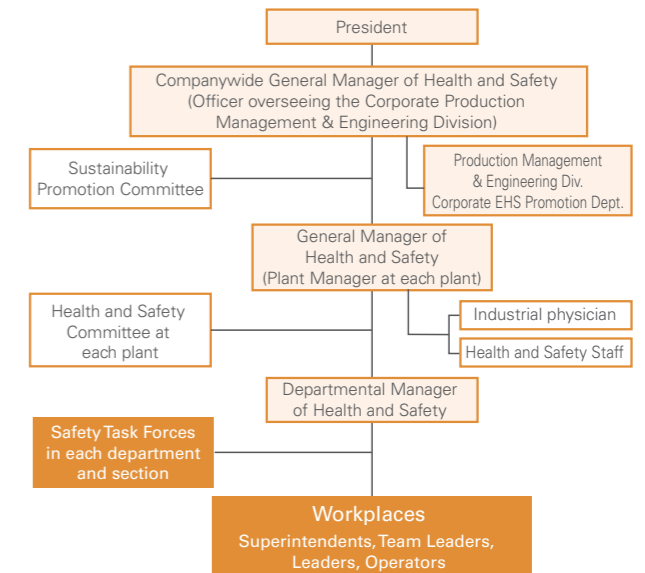 President
Companywide General Manager of Health and Safety
(Officer overseeing the Corporate Production
Management & Engineering Division)
Sustainability
Promotion Committee
Production Management
& Engineering Div.
Corporate EHS Promotion Dept.
General Manager of
Health and Safety
(Plant Manager at each plant)
Health and Safety
Committee at
each plant
Industrial physician
Health and Safety Staff
Departmental Manager
of Health and Safety
Safety Task Forces
in each department
and section
Workplaces
Superintendents, Team Leaders,
Leaders, Operators